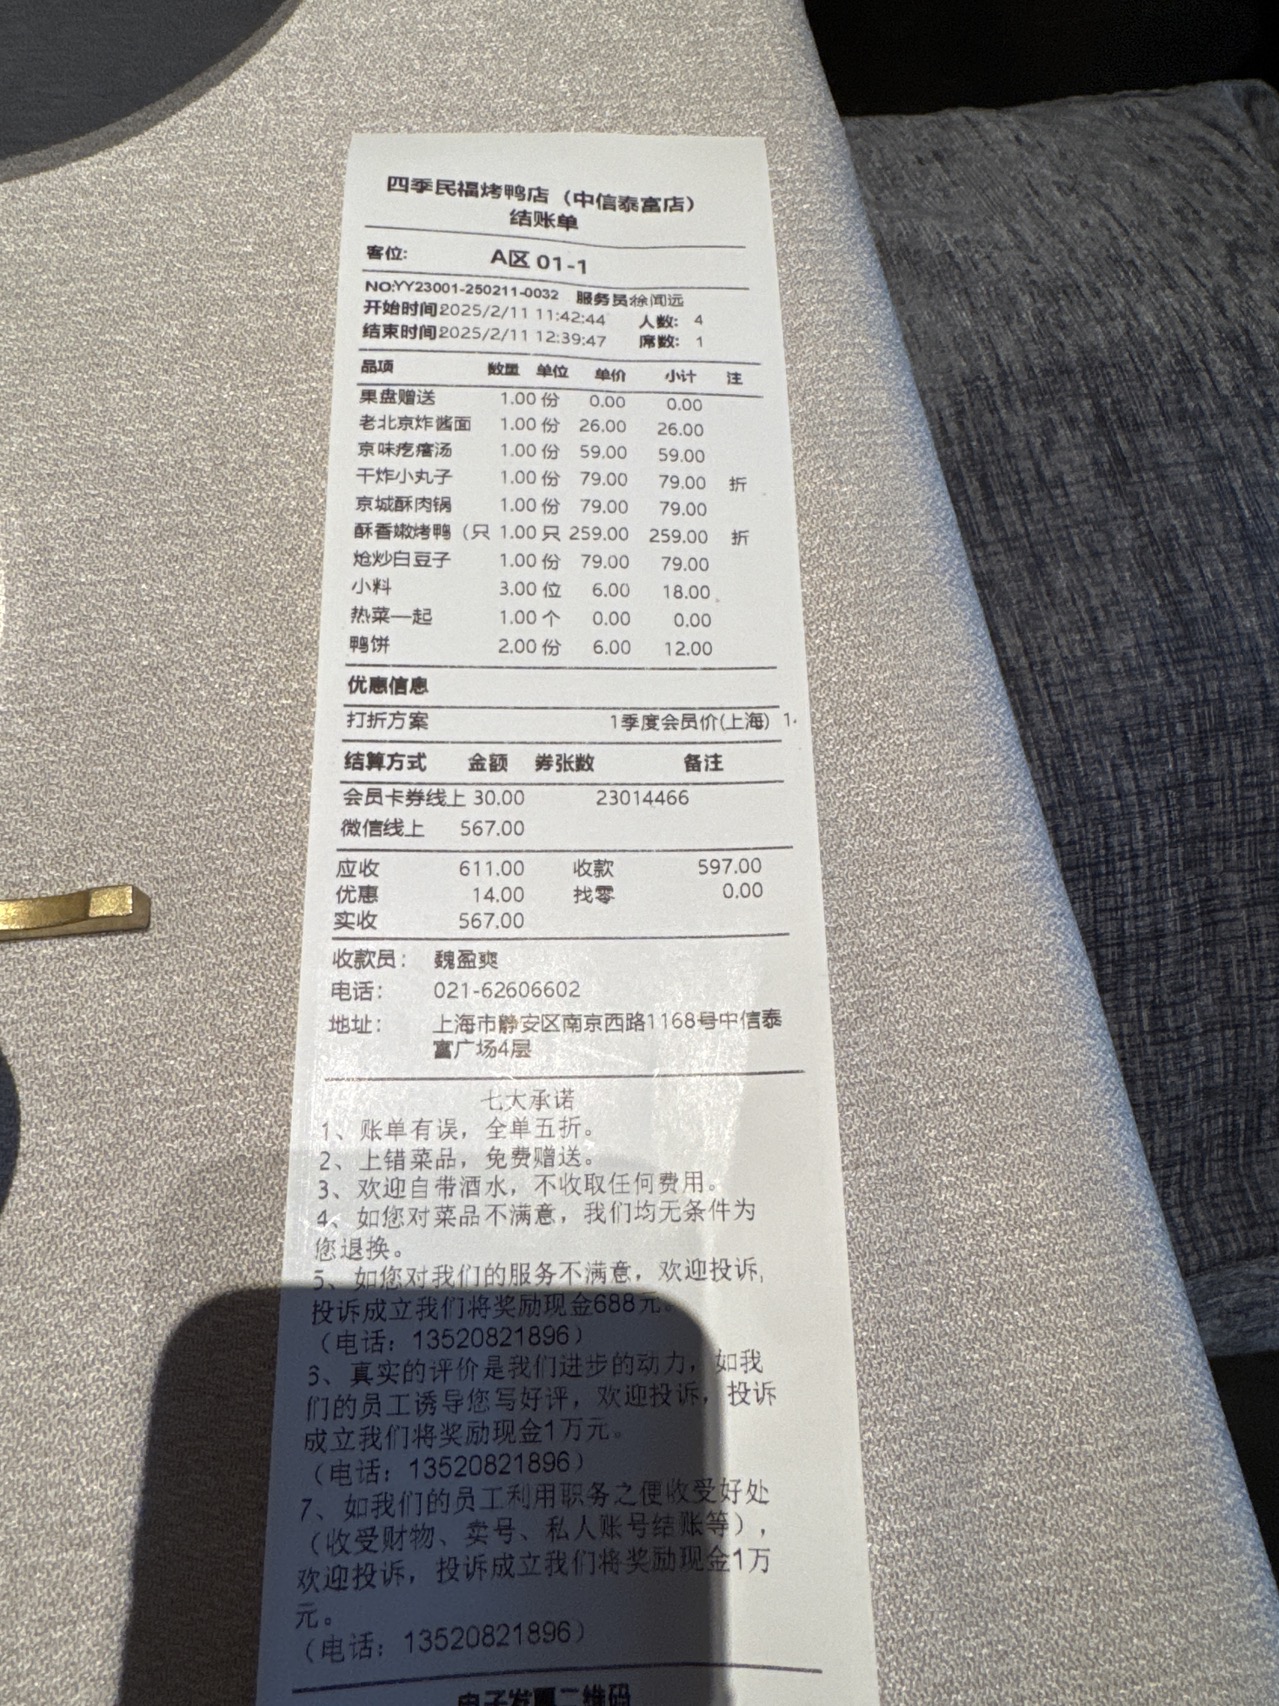 四季民福烤鸭店（中信泰富店）
结账单
客位: A区 01-1
NO:YY23001-250211-0032 服务员:徐闻远
开始时间2025/2/11 11:42:44 人数: 4
结束时间2025/2/11 12:39:47 席数: 1
品项 数量 单位 单价 小计 注
果盘赠送 1.00 份 0.00 0.00
老北京炸酱面 1.00 份 26.00 26.00
京味疙瘩汤 1.00 份 59.00 59.00
干炸小丸子 1.00 份 79.00 79.00 折
京城酥肉锅 1.00 份 79.00 79.00
酥香嫩烤鸭（只 1.00 只 259.00 259.00 折
炝炒白豆子 1.00 份 79.00 79.00
小料 3.00 位 6.00 18.00
热菜一起 1.00 个 0.00 0.00
鸭饼 2.00 份 6.00 12.00
优惠信息
打折方案 1季度会员价(上海) 1.
结算方式 金额 券张数 备注
会员卡券线上 30.00 23014466
微信线上 567.00
应收 611.00 收款 597.00
优惠 14.00 找零 0.00
实收 567.00
收款员: 魏盈爽
电话: 021-62606602
地址: 上海市静安区南京西路1168号中信泰
富广场4层
七大承诺
1、账单有误，全单五折。
2、上错菜品，免费赠送。
3、欢迎自带酒水，不收取任何费用。
4、如您对菜品不满意，我们均无条件为
您退换。
5、如您对我们的服务不满意，欢迎投诉,
投诉成立我们将奖励现金688元。
（电话: 13520821896）
6、真实的评价是我们进步的动力，如我
们的员工诱导您写好评，欢迎投诉，投诉
成立我们将奖励现金1万元。
（电话: 13520821896）
7、如我们的员工利用职务之便收受好处
（收受财物、卖号、私人账号结账等），
欢迎投诉，投诉成立我们将奖励现金1万
元。
（电话: 13520821896）
电子发票二维码